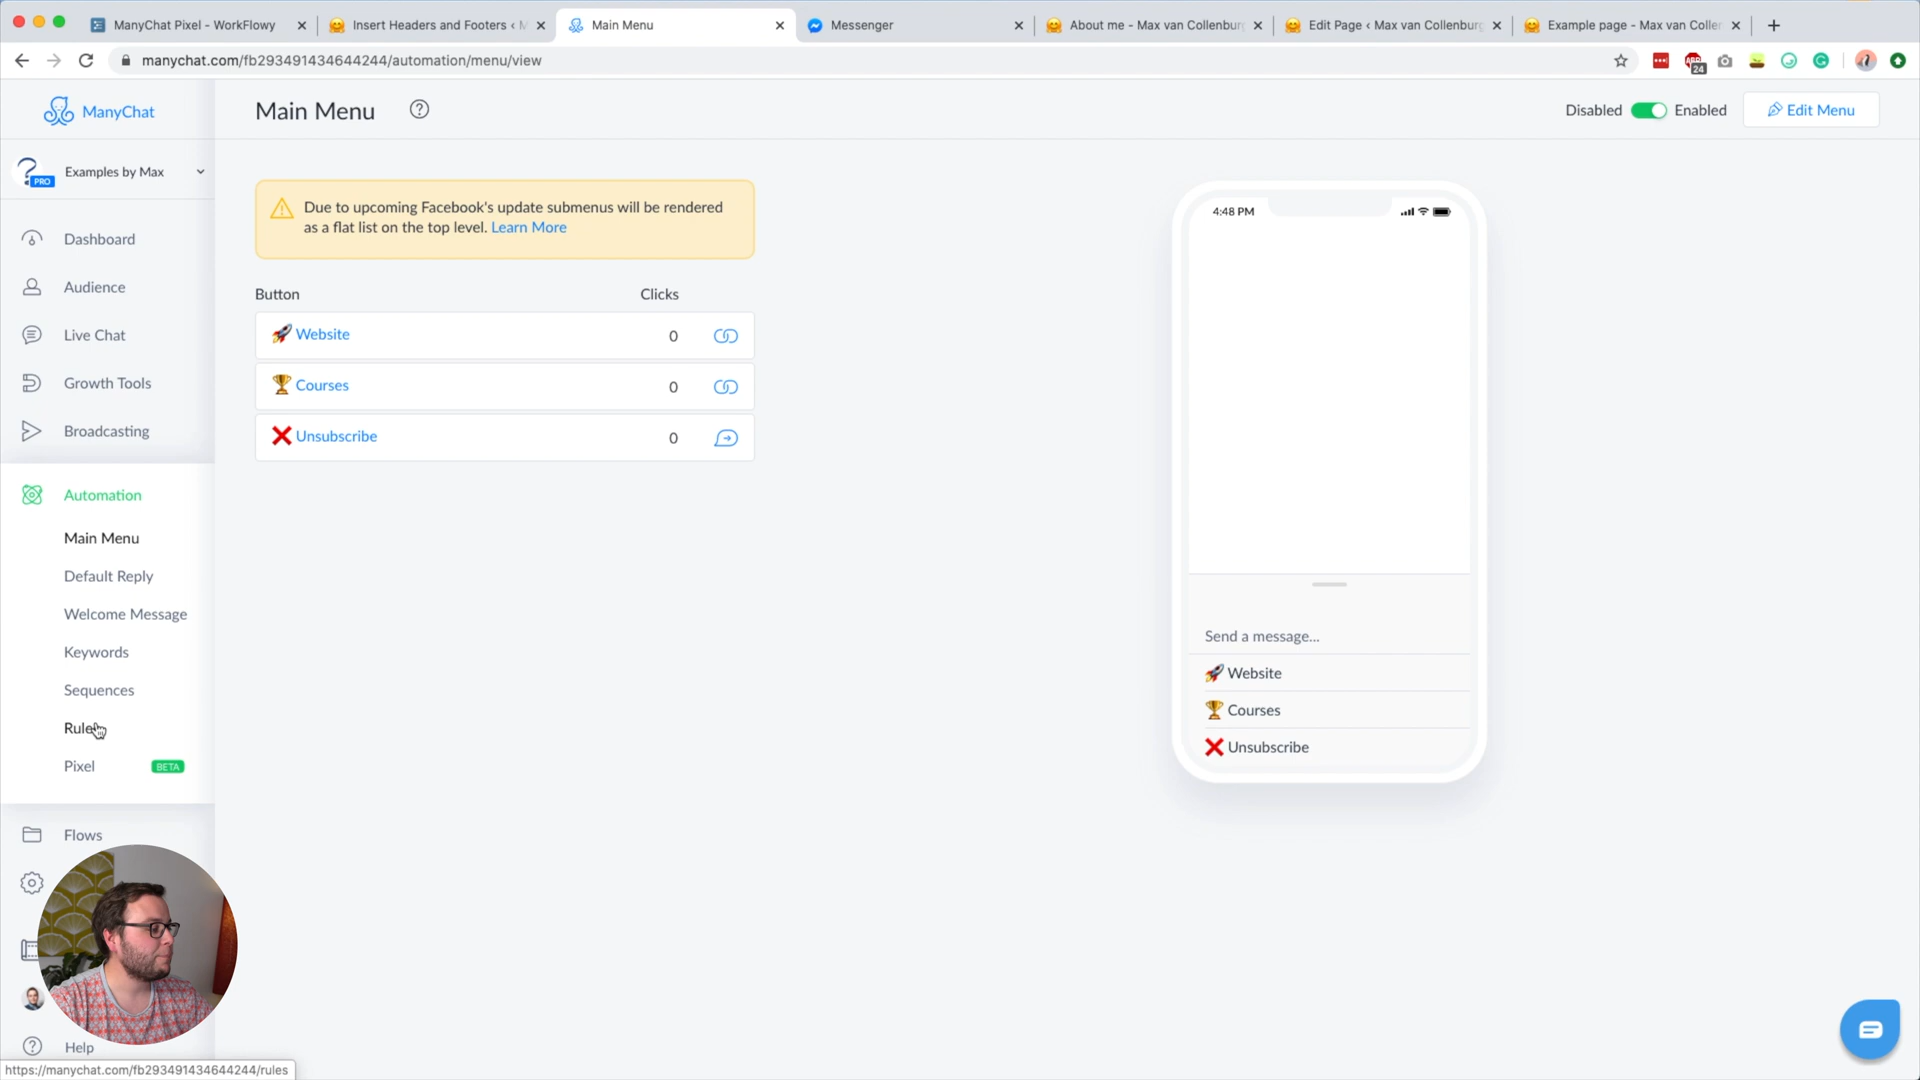 ManyChat Pixel - WorkFlowy
Insert Headers and Footers ‹ M
Main Menu
Messenger
About me - Max van Collenburg
Edit Page ‹ Max van Collenburg
Example page - Max van Coller
manychat.com/fb293491434644244/automation/menu/view
24
ManyChat
Main Menu
Disabled
Enabled
Edit Menu
PRO
Examples by Max
Dashboard
Audience
Live Chat
Growth Tools
Broadcasting
Automation
Main Menu
Default Reply
Welcome Message
Keywords
Sequences
Rules
Pixel
BETA
Flows
Help
Due to upcoming Facebook's update submenus will be rendered
as a flat list on the top level. Learn More
Button
Clicks
Website
0
Courses
0
Unsubscribe
0
4:48 PM
Send a message...
Website
Courses
Unsubscribe
https://manychat.com/fb293491434644244/rules